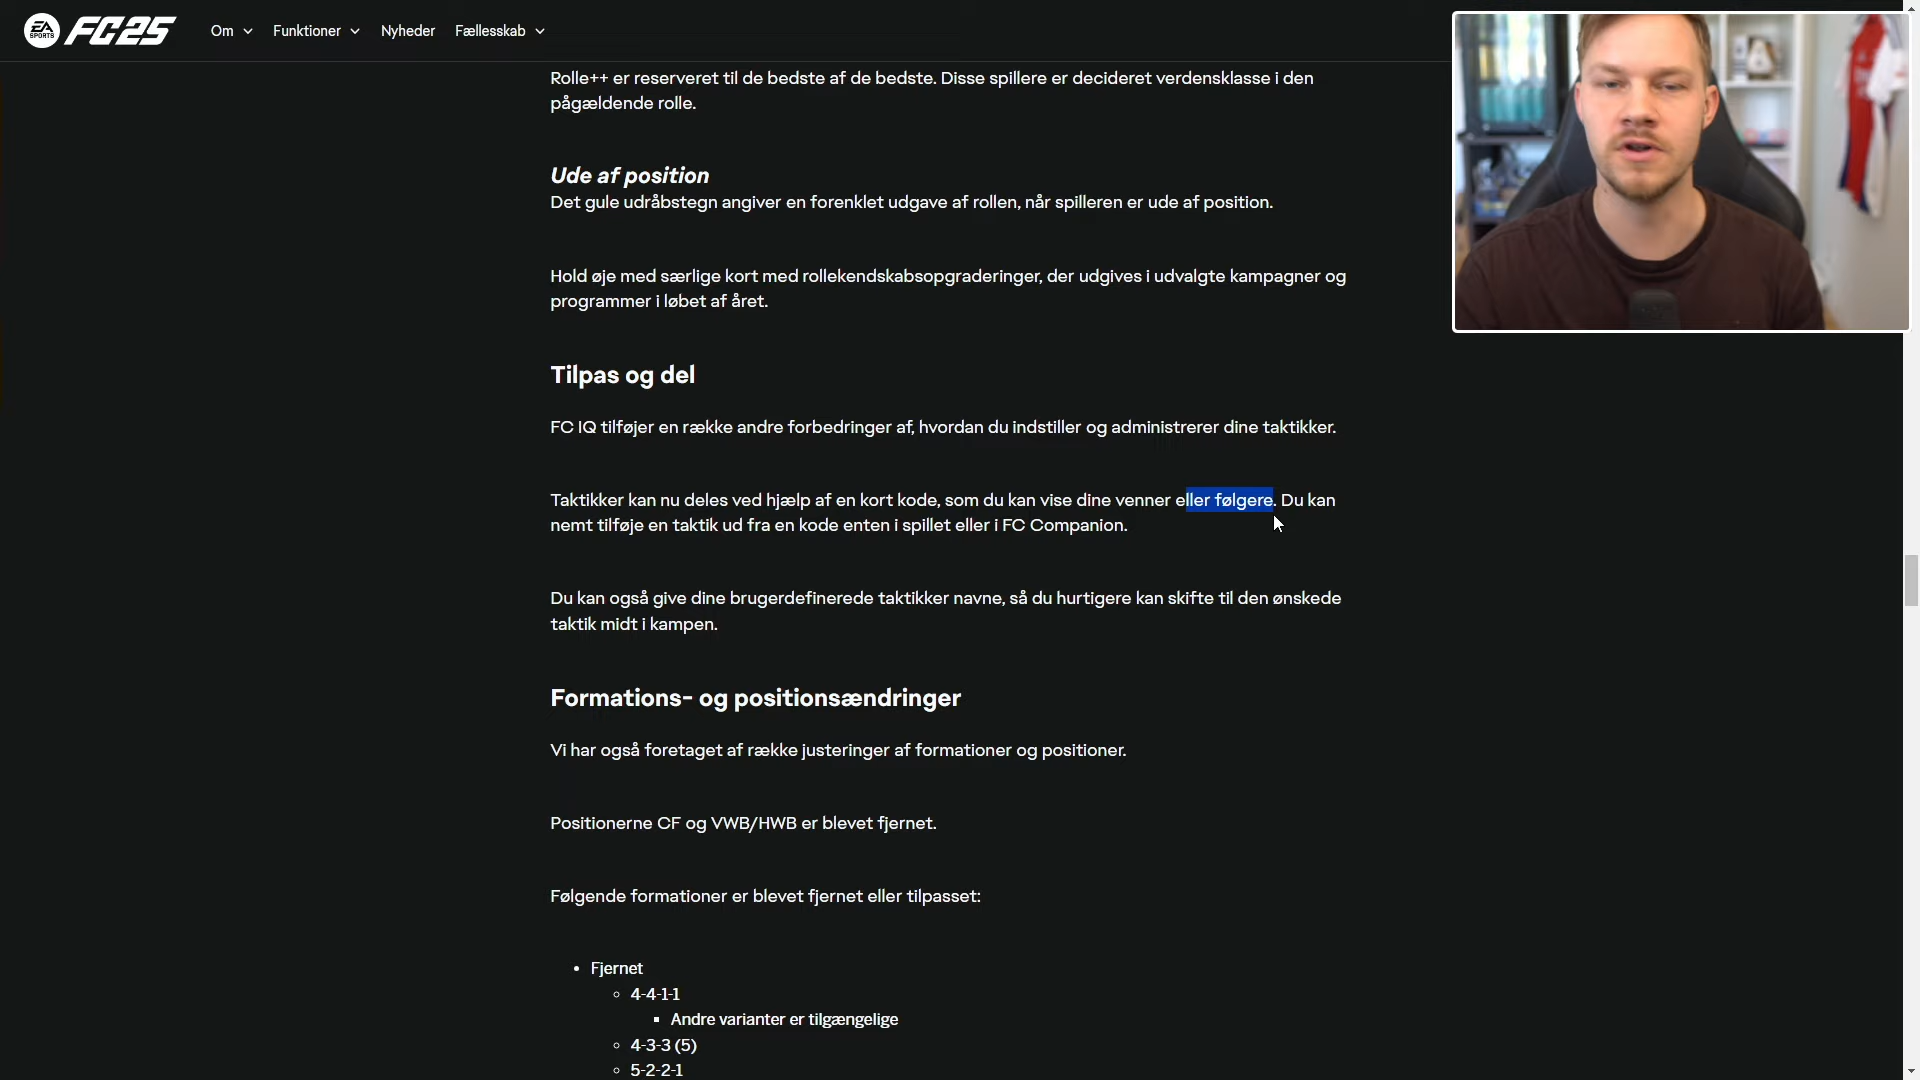 EA SPORTS FC25 Om Funktioner Nyheder Fællesskab
Rolle++ er reserveret til de bedste af de bedste. Disse spillere er decideret verdensklasse i den
pågældende rolle.
Ude af position
Det gule udråbstegn angiver en forenklet udgave af rollen, når spilleren er ude af position.
Hold øje med særlige kort med rollekendskabsopgraderinger, der udgives i udvalgte kampagner og
programmer i løbet af året.
Tilpas og del
FC IQ tilføjer en række andre forbedringer af, hvordan du indstiller og administrerer dine taktikker.
Taktikker kan nu deles ved hjælp af en kort kode, som du kan vise dine venner eller følgere. Du kan
nemt tilføje en taktik ud fra en kode enten i spillet eller i FC Companion.
Du kan også give dine brugerdefinerede taktikker navne, så du hurtigere kan skifte til den ønskede
taktik midt i kampen.
Formations- og positionsændringer
Vi har også foretaget af række justeringer af formationer og positioner.
Positionerne CF og VWB/HWB er blevet fjernet.
Følgende formationer er blevet fjernet eller tilpasset:
• Fjernet
◦ 4-4-1-1
▪ Andre varianter er tilgængelige
◦ 4-3-3 (5)
◦ 5-2-2-1